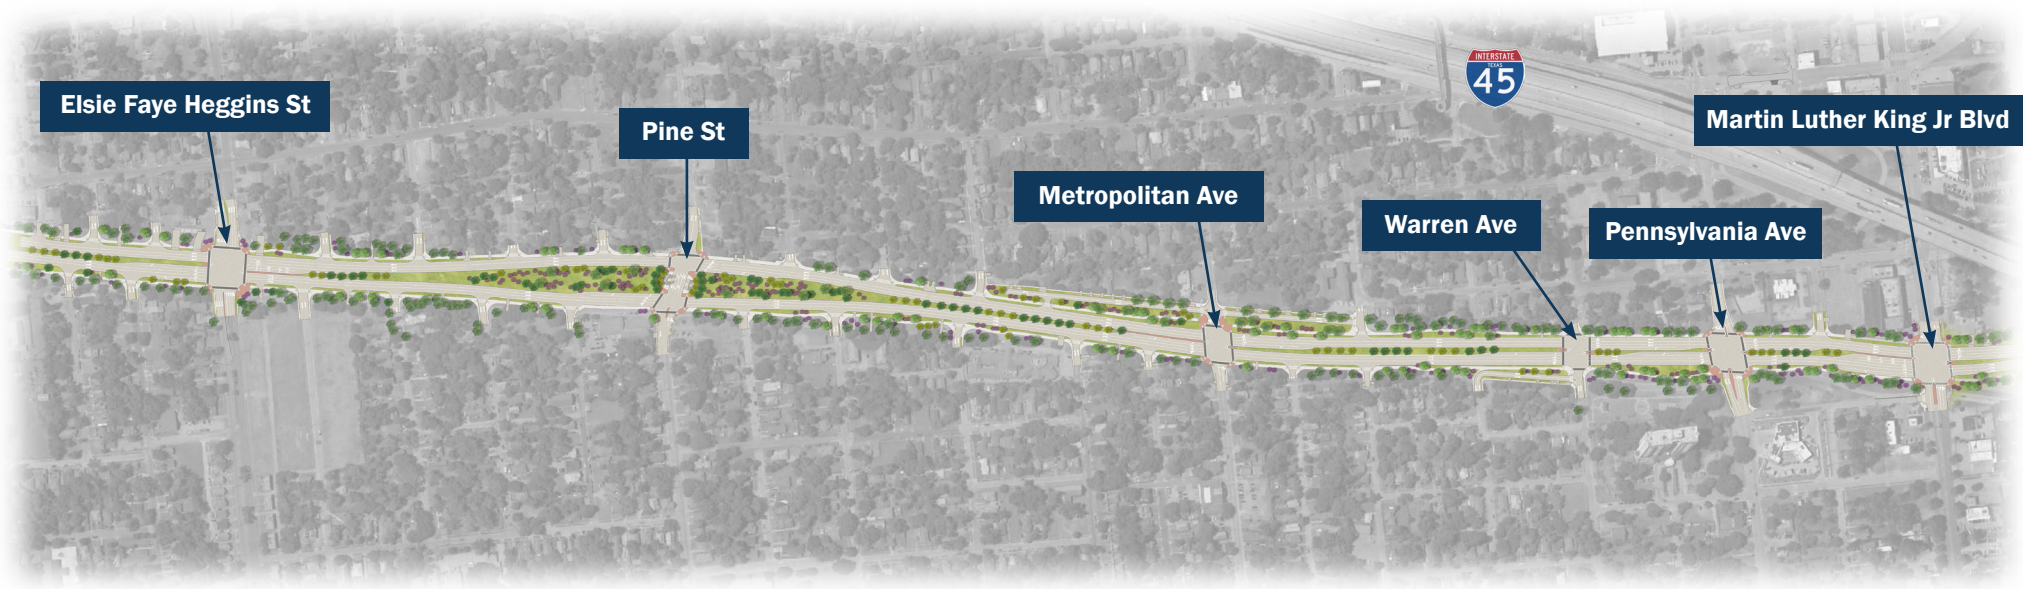 INTERSTATE
TEXAS
45
Elsie Faye Heggins St
Pine St
Martin Luther King Jr Blvd
Metropolitan Ave
Warren Ave
Pennsylvania Ave